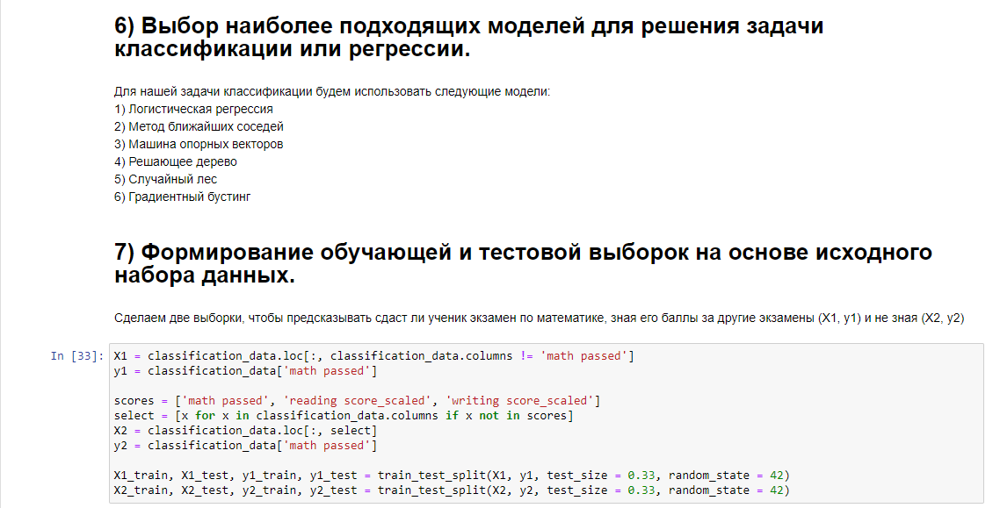 6) Выбор наиболее подходящих моделей для решения задачи
классификации или регрессии.
Для нашей задачи классификации будем использовать следующие модели:
1) Логистическая регрессия
2) Метод ближайших соседей
3) Машина опорных векторов
4) Решающее дерево
5) Случайный лес
6) Градиентный бустинг
7) Формирование обучающей и тестовой выборок на основе исходного
набора данных.
Сделаем две выборки, чтобы предсказывать сдаст ли ученик экзамен по математике, зная его баллы за другие экзамены (X1, y1) и не зная (X2, y2)
In [33]: X1 = classification_data.loc[:, classification_data.columns != 'math passed']
y1 = classification_data['math passed']
scores = ['math passed', 'reading score_scaled', 'writing score_scaled']
select = [x for x in classification_data.columns if x not in scores]
X2 = classification_data.loc[:, select]
y2 = classification_data['math passed']
X1_train, X1_test, y1_train, y1_test = train_test_split(X1, y1, test_size = 0.33, random_state = 42)
X2_train, X2_test, y2_train, y2_test = train_test_split(X2, y2, test_size = 0.33, random_state = 42)